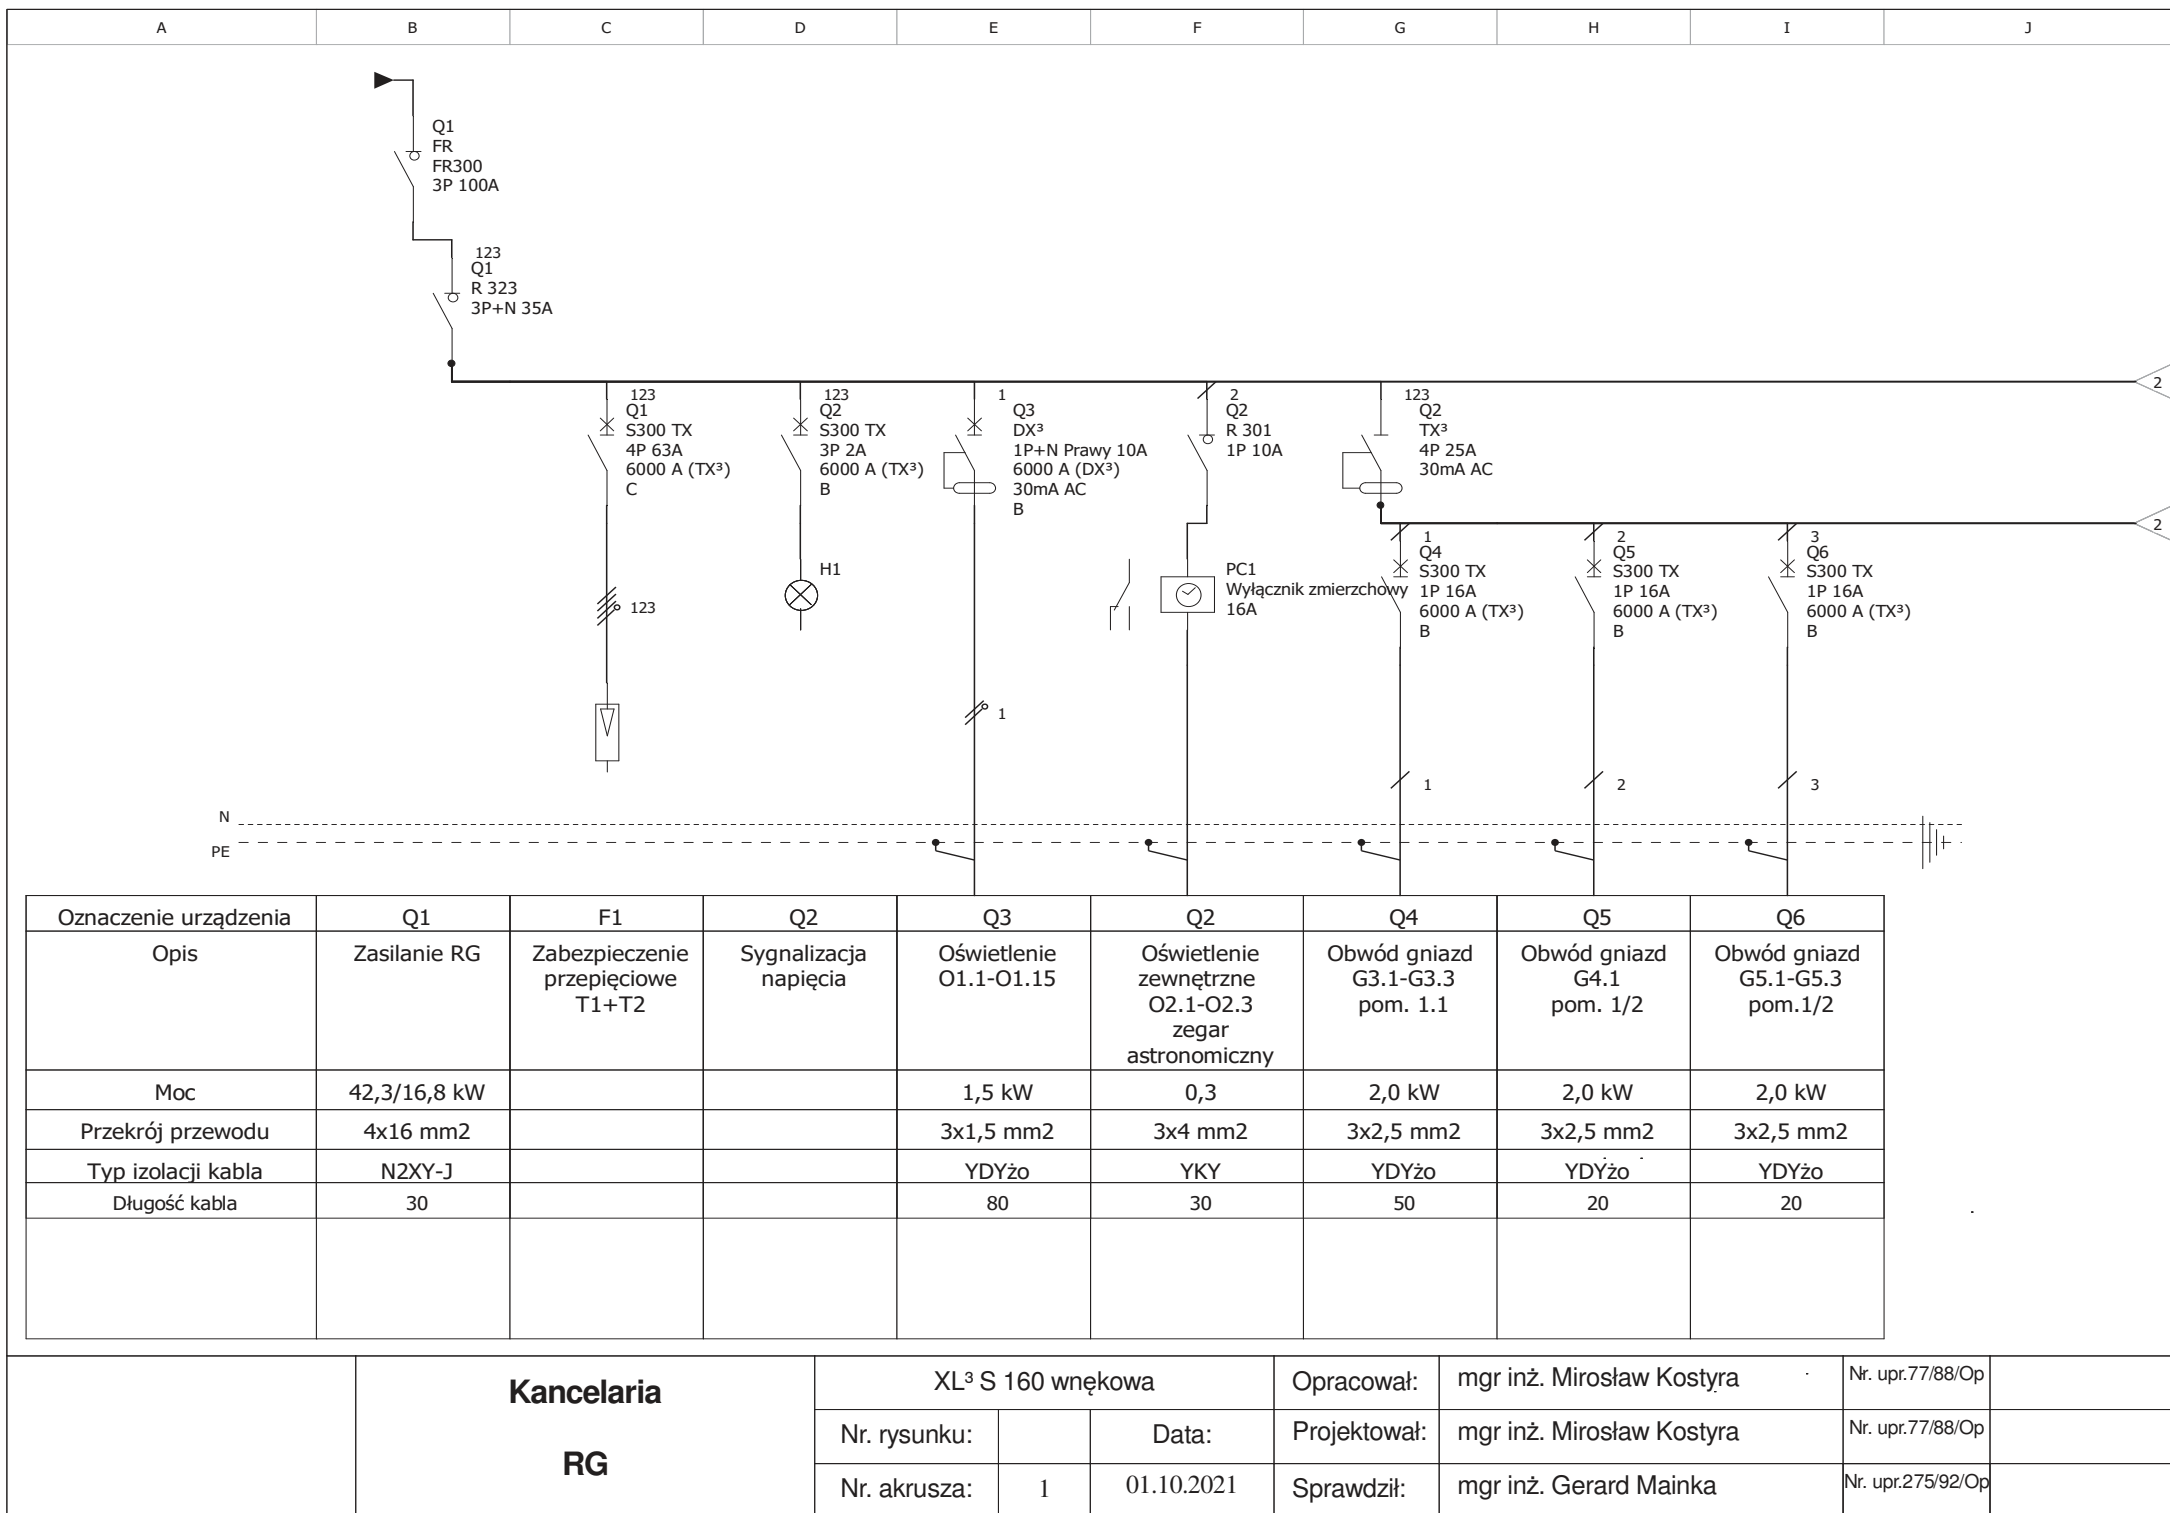 A B C D E F G H I J
Q1
FR
FR300
3P 100A
123
Q1
R 323
3P+N 35A
2
123
Q1
S300 TX
4P 63A
6000 A (TX³)
C
123
123
Q2
S300 TX
3P 2A
6000 A (TX³)
B
H1
1
Q3
DX³
1P+N Prawy 10A
6000 A (DX³)
30mA AC
B
1
2
Q2
R 301
1P 10A
PC1
Wyłącznik zmierzchowy
16A
123
Q2
TX³
4P 25A
30mA AC
2
1
Q4
S300 TX
1P 16A
6000 A (TX³)
B
1
2
Q5
S300 TX
1P 16A
6000 A (TX³)
B
2
3
Q6
S300 TX
1P 16A
6000 A (TX³)
B
3
N
PE
Oznaczenie urządzenia Q1 F1 Q2 Q3 Q2 Q4 Q5 Q6
Opis
Zasilanie RG
Zabezpieczenie
przepięciowe
T1+T2
Sygnalizacja
napięcia
Oświetlenie
O1.1-O1.15
Oświetlenie
zewnętrzne
O2.1-O2.3
zegar
astronomiczny
Obwód gniazd
G3.1-G3.3
pom. 1.1
Obwód gniazd
G4.1
pom. 1/2
Obwód gniazd
G5.1-G5.3
pom.1/2
Moc 42,3/16,8 kW 1,5 kW 0,3 2,0 kW 2,0 kW 2,0 kW
Przekrój przewodu 4x16 mm2 3x1,5 mm2 3x4 mm2 3x2,5 mm2 3x2,5 mm2 3x2,5 mm2
Typ izolacji kabla N2XY-J YDYżo YKY YDYżo YDYżo YDYżo
Długość kabla 30 80 30 50 20 20
Kancelaria
RG
XL³ S 160 wnękowa
Nr. rysunku: Data:
Nr. akrusza: 1 01.10.2021
Opracował: mgr inż. Mirosław Kostyra Nr. upr.77/88/Op
Projektował: mgr inż. Mirosław Kostyra Nr. upr.77/88/Op
Sprawdził: mgr inż. Gerard Mainka Nr. upr.275/92/Op